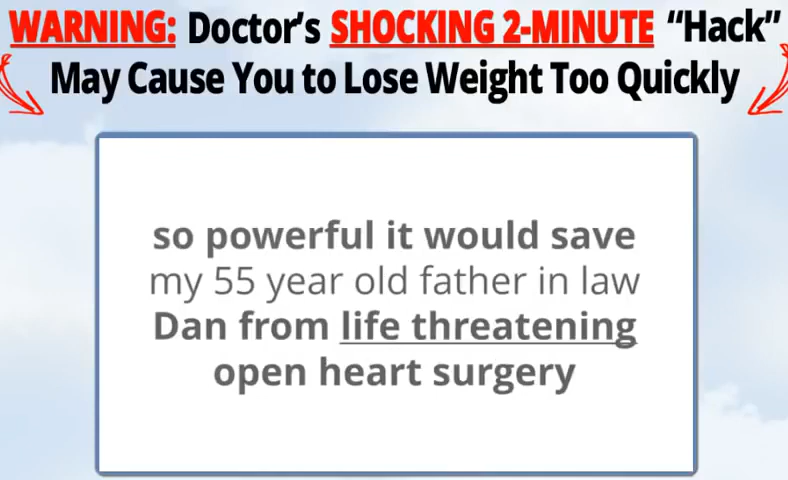 WARNING: Doctor's SHOCKING 2-MINUTE “Hack”
May Cause You to Lose Weight Too Quickly
so powerful it would save
my 55 year old father in law
Dan from life threatening
open heart surgery